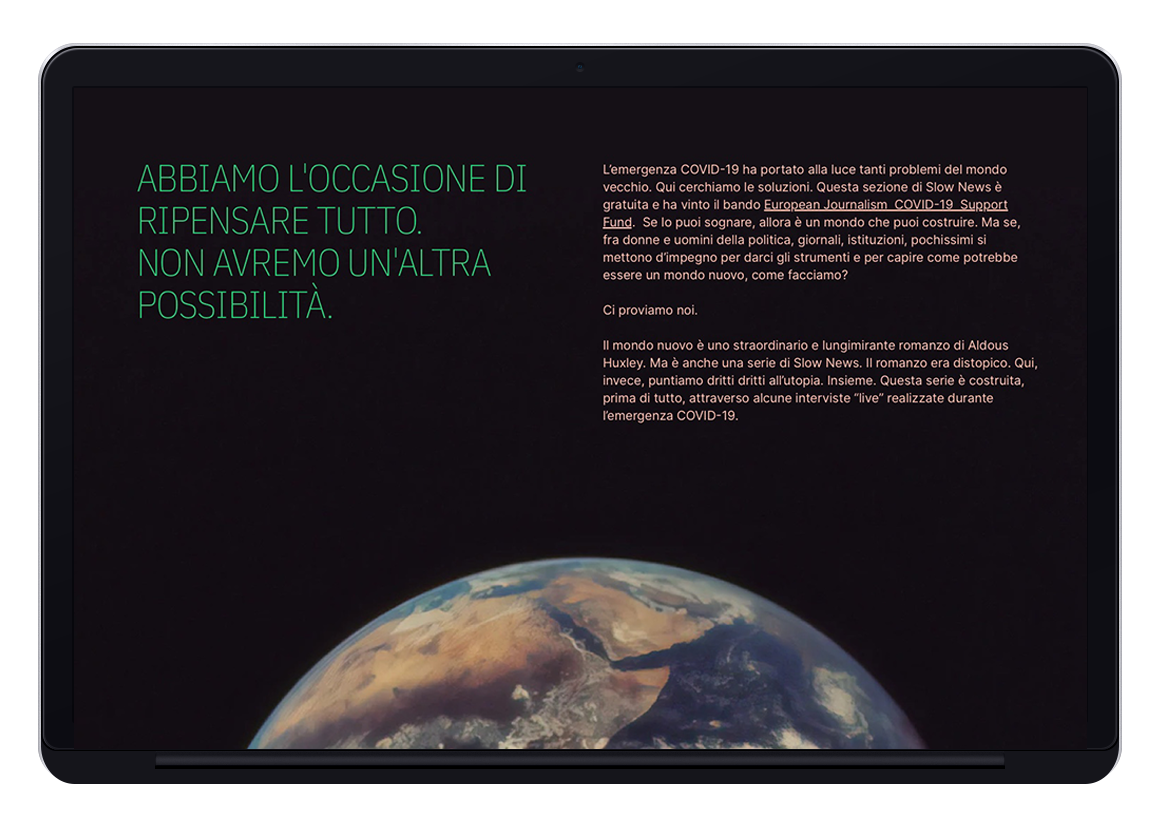 ABBIAMO L'OCCASIONE DI
RIPENSARE TUTTO.
NON AVREMO UN'ALTRA
POSSIBILITÀ.
L’emergenza COVID-19 ha portato alla luce tanti problemi del mondo
vecchio. Qui cerchiamo le soluzioni. Questa sezione di Slow News è
gratuita e ha vinto il bando European Journalism COVID-19 Support
Fund. Se lo puoi sognare, allora è un mondo che puoi costruire. Ma se,
fra donne e uomini della politica, giornali, istituzioni, pochissimi si
mettono d’impegno per darci gli strumenti e per capire come potrebbe
essere un mondo nuovo, come facciamo?
Ci proviamo noi.
Il mondo nuovo è uno straordinario e lungimirante romanzo di Aldous
Huxley. Ma è anche una serie di Slow News. Il romanzo era distopico. Qui,
invece, puntiamo dritti dritti all’utopia. Insieme. Questa serie è costruita,
prima di tutto, attraverso alcune interviste “live” realizzate durante
l’emergenza COVID-19.